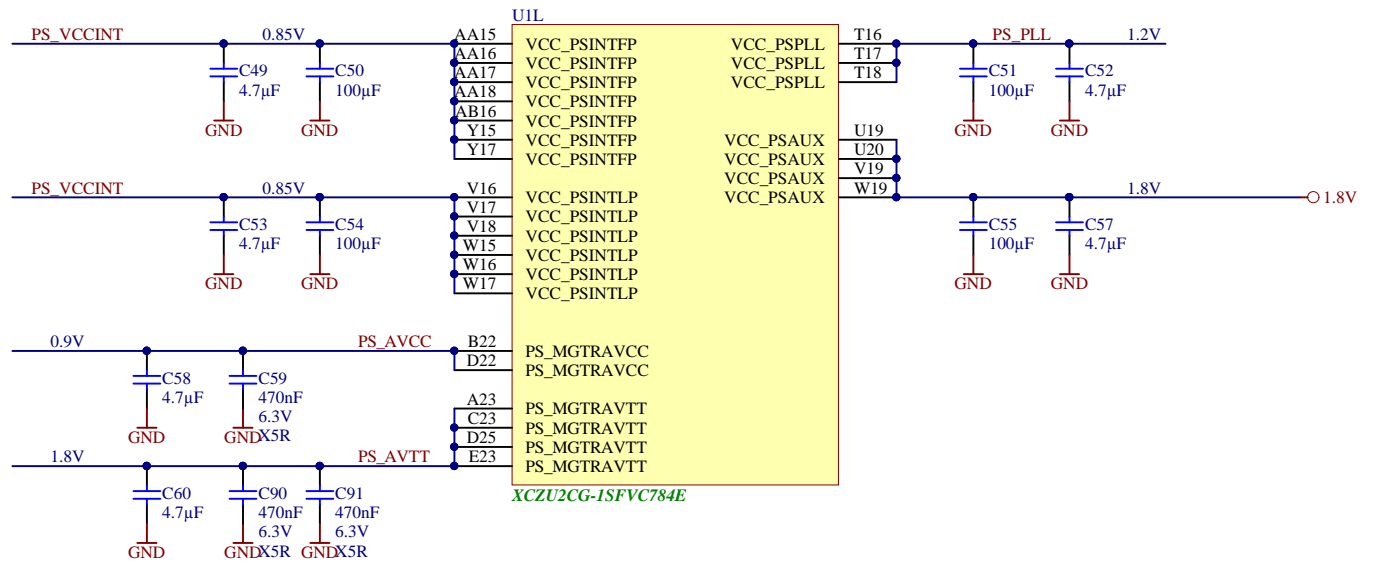 U1L
PS_VCCINT
0.85V
C49
4.7µF
GND
C50
100µF
GND
AA15 VCC_PSINTFP
AA16 VCC_PSINTFP
AA17 VCC_PSINTFP
AA18 VCC_PSINTFP
AB16 VCC_PSINTFP
Y15 VCC_PSINTFP
Y17 VCC_PSINTFP
VCC_PSPLL T16
VCC_PSPLL T17
VCC_PSPLL T18
PS_PLL
1.2V
C51
100µF
GND
C52
4.7µF
GND
VCC_PSAUX U19
VCC_PSAUX U20
VCC_PSAUX V19
VCC_PSAUX W19
1.8V
1.8V
C55
100µF
GND
C57
4.7µF
GND
PS_VCCINT
0.85V
C53
4.7µF
GND
C54
100µF
GND
V16 VCC_PSINTLP
V17 VCC_PSINTLP
V18 VCC_PSINTLP
W15 VCC_PSINTLP
W16 VCC_PSINTLP
W17 VCC_PSINTLP
0.9V
PS_AVCC
C58
4.7µF
GND
C59
470nF
6.3V
X5R
GND
B22 PS_MGTRAVCC
D22 PS_MGTRAVCC
A23 PS_MGTRAVTT
C23 PS_MGTRAVTT
D25 PS_MGTRAVTT
E23 PS_MGTRAVTT
1.8V
PS_AVTT
C60
4.7µF
GND
C90
470nF
6.3V
X5R
GND
C91
470nF
6.3V
X5R
GND
XCZU2CG-1SFVC784E